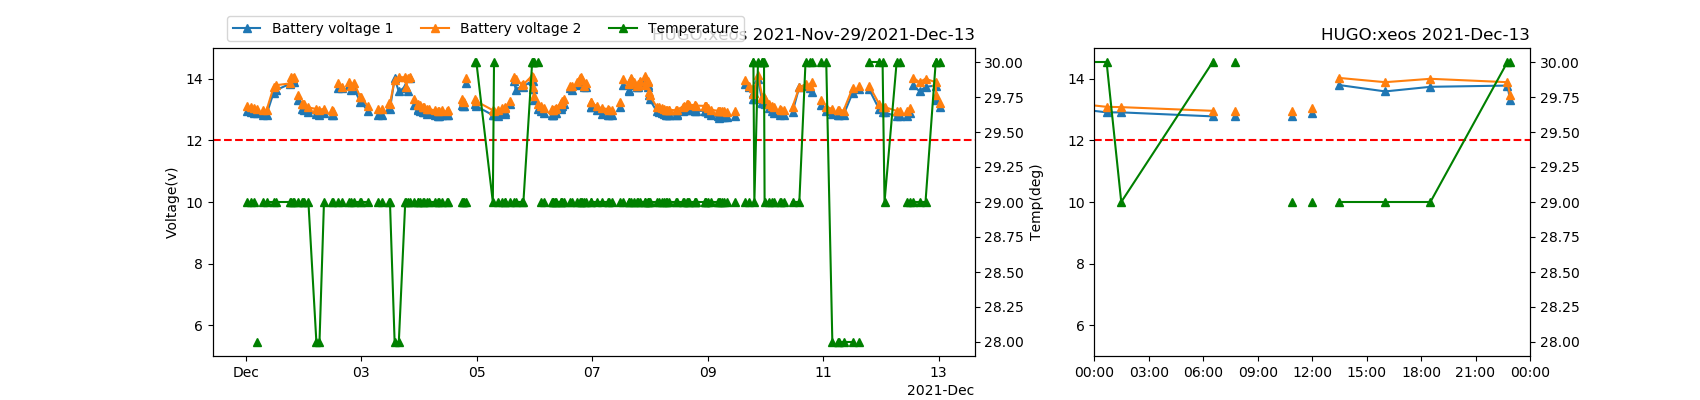 Battery voltage 1 Battery voltage 2 Temperature
HUGO:xeos 2021-Nov-29/2021-Dec-13
HUGO:xeos 2021-Dec-13
14 30.00 14 30.00
29.75 29.75
12 29.50 12 29.50
29.25 29.25
Voltage(v) 10 29.00 Temp(deg) 10 29.00
28.75 28.75
8 28.50 8 28.50
28.25 28.25
6 28.00 6 28.00
Dec 03 05 07 09 11 13
2021-Dec
00:00 03:00 06:00 09:00 12:00 15:00 18:00 21:00 00:00